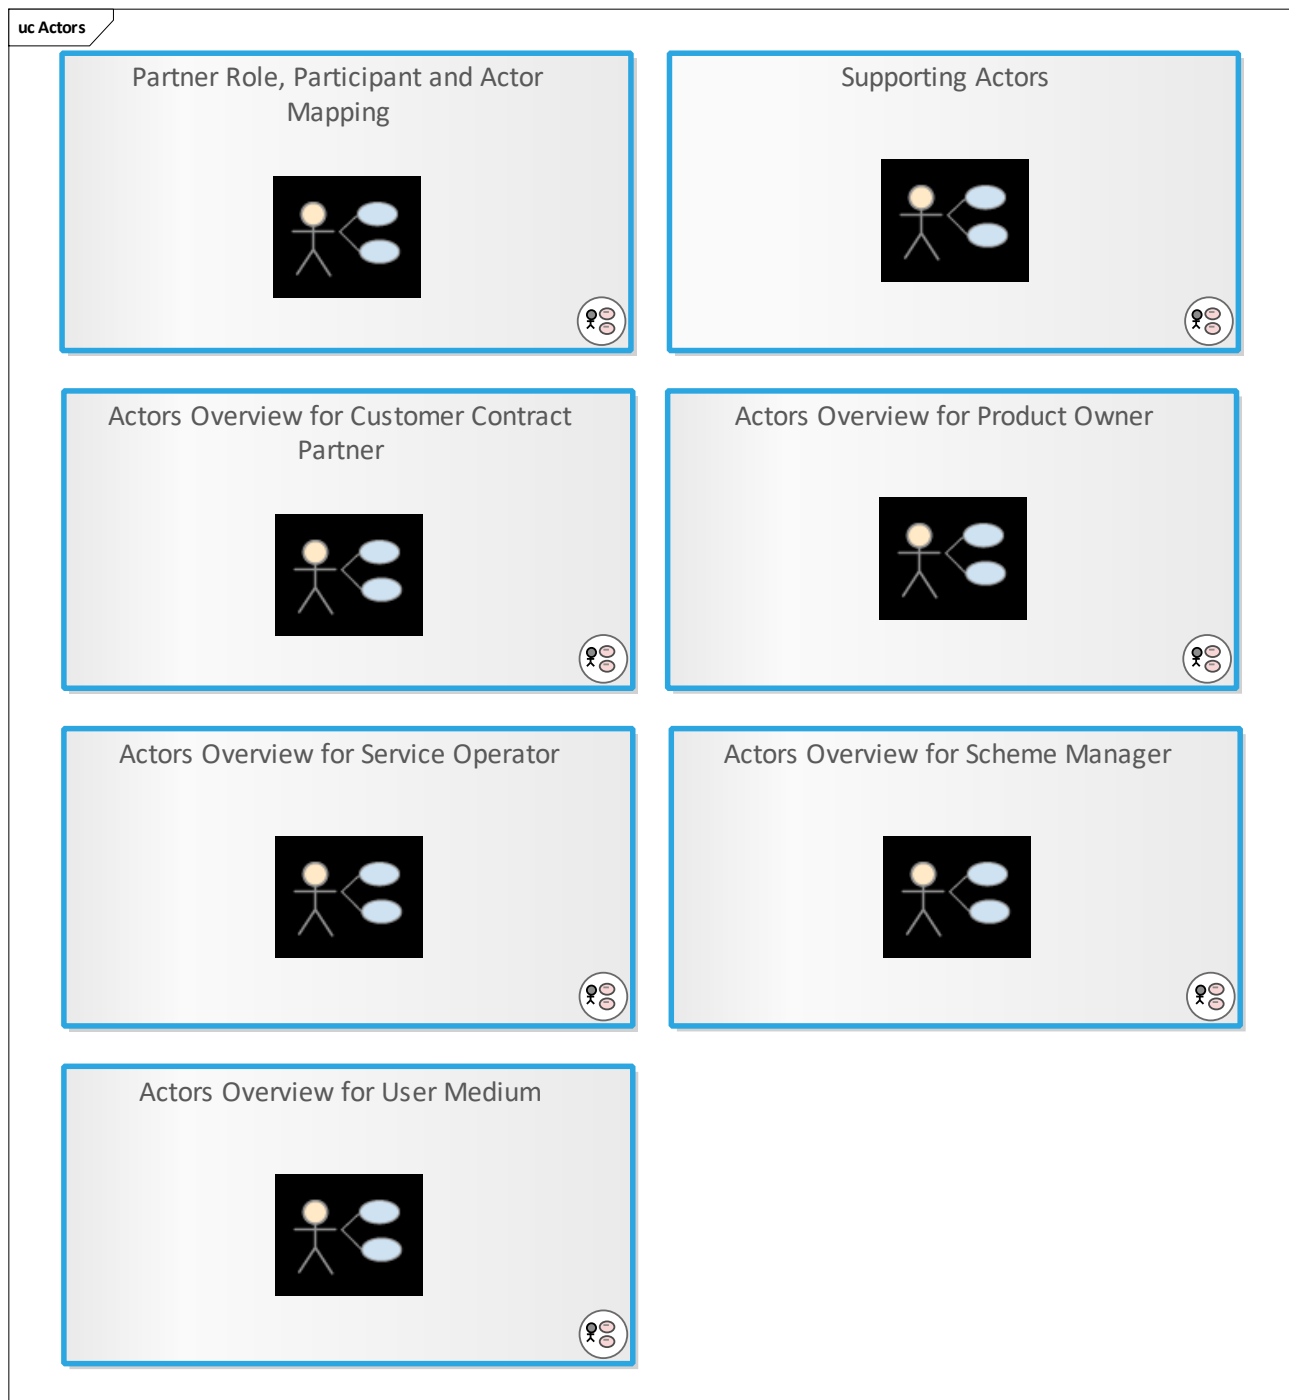 uc Actors
Partner Role, Participant and Actor
Mapping
Supporting Actors
Actors Overview for Customer Contract
Partner
Actors Overview for Product Owner
Actors Overview for Service Operator
Actors Overview for Scheme Manager
Actors Overview for User Medium